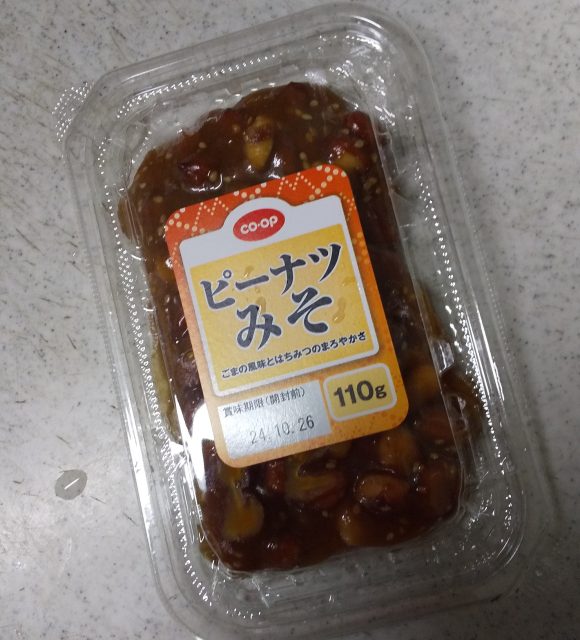 CO・OP
ピーナツ
みそ
ごまの風味とはちみつのまろやかさ
賞味期限(開封前)
24.10.26
110g